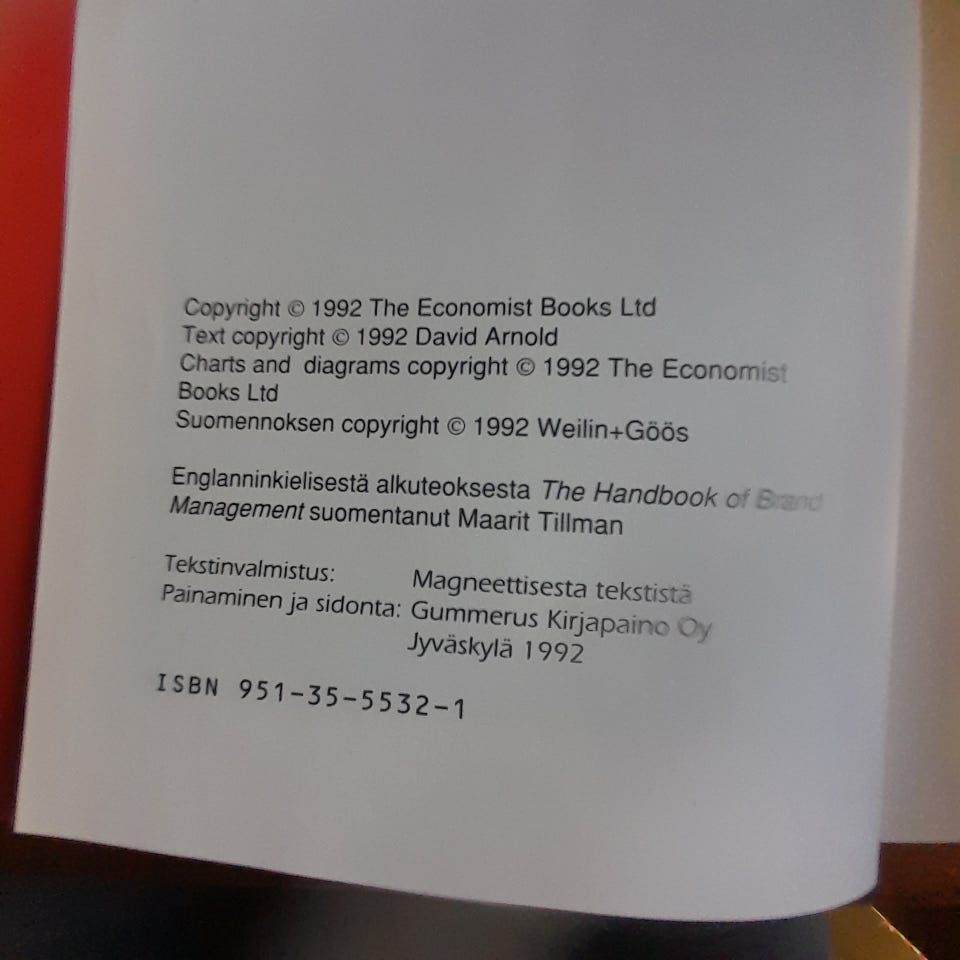 Copyright © 1992 The Economist Books Ltd
Text copyright © 1992 David Arnold
Charts and diagrams copyright © 1992 The Economist
Books Ltd
Suomennoksen copyright © 1992 Weilin+Göös
Englanninkielisestä alkuteoksesta The Handbook of Brand
Management suomentanut Maarit Tillman
Tekstinvalmistus: Magneettisesta tekstistä
Painaminen ja sidonta: Gummerus Kirjapaino Oy
Jyväskylä 1992
ISBN 951-35-5532-1